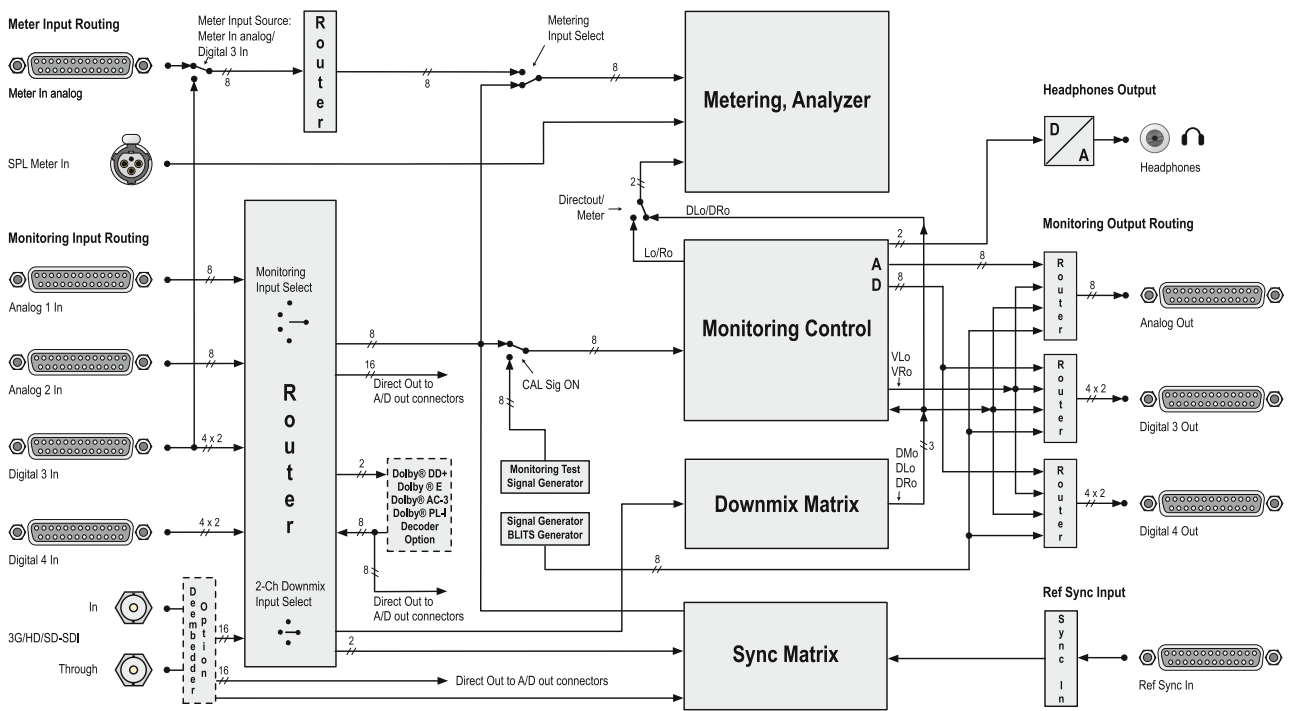 Meter Input Routing
Meter In analog
SPL Meter In
Monitoring Input Routing
Analog 1 In
Analog 2 In
Digital 3 In
Digital 4 In
In
3G/HD/SD-SDI
Through
Meter Input Source:
Meter In analog/
Digital 3 In
8
Router
8
Metering
Input Select
8
Metering, Analyzer
2
Directout/
Meter
DLo/DRo
Lo/Ro
8
8
4 x 2
4 x 2
Deembedder
Option
16
16
Monitoring
Input Select
Router
2-Ch Downmix
Input Select
8
16
Direct Out to
A/D out connectors
2
Dolby® DD+
Dolby ® E
Dolby® AC-3
Dolby® PL-I
Decoder
Option
8
8
Direct Out to
A/D out connectors
2
Direct Out to A/D out connectors
CAL Sig ON
8
8
Monitoring Test
Signal Generator
Signal Generator
BLITS Generator
8
Monitoring Control
A
D
2
8
8
VLo
VRo
3
DMo
DLo
DRo
Downmix Matrix
Sync Matrix
Headphones Output
D
A
Headphones
Monitoring Output Routing
Router
8
Analog Out
Router
4 x 2
Digital 3 Out
Router
4 x 2
Digital 4 Out
Ref Sync Input
Sync In
Ref Sync In